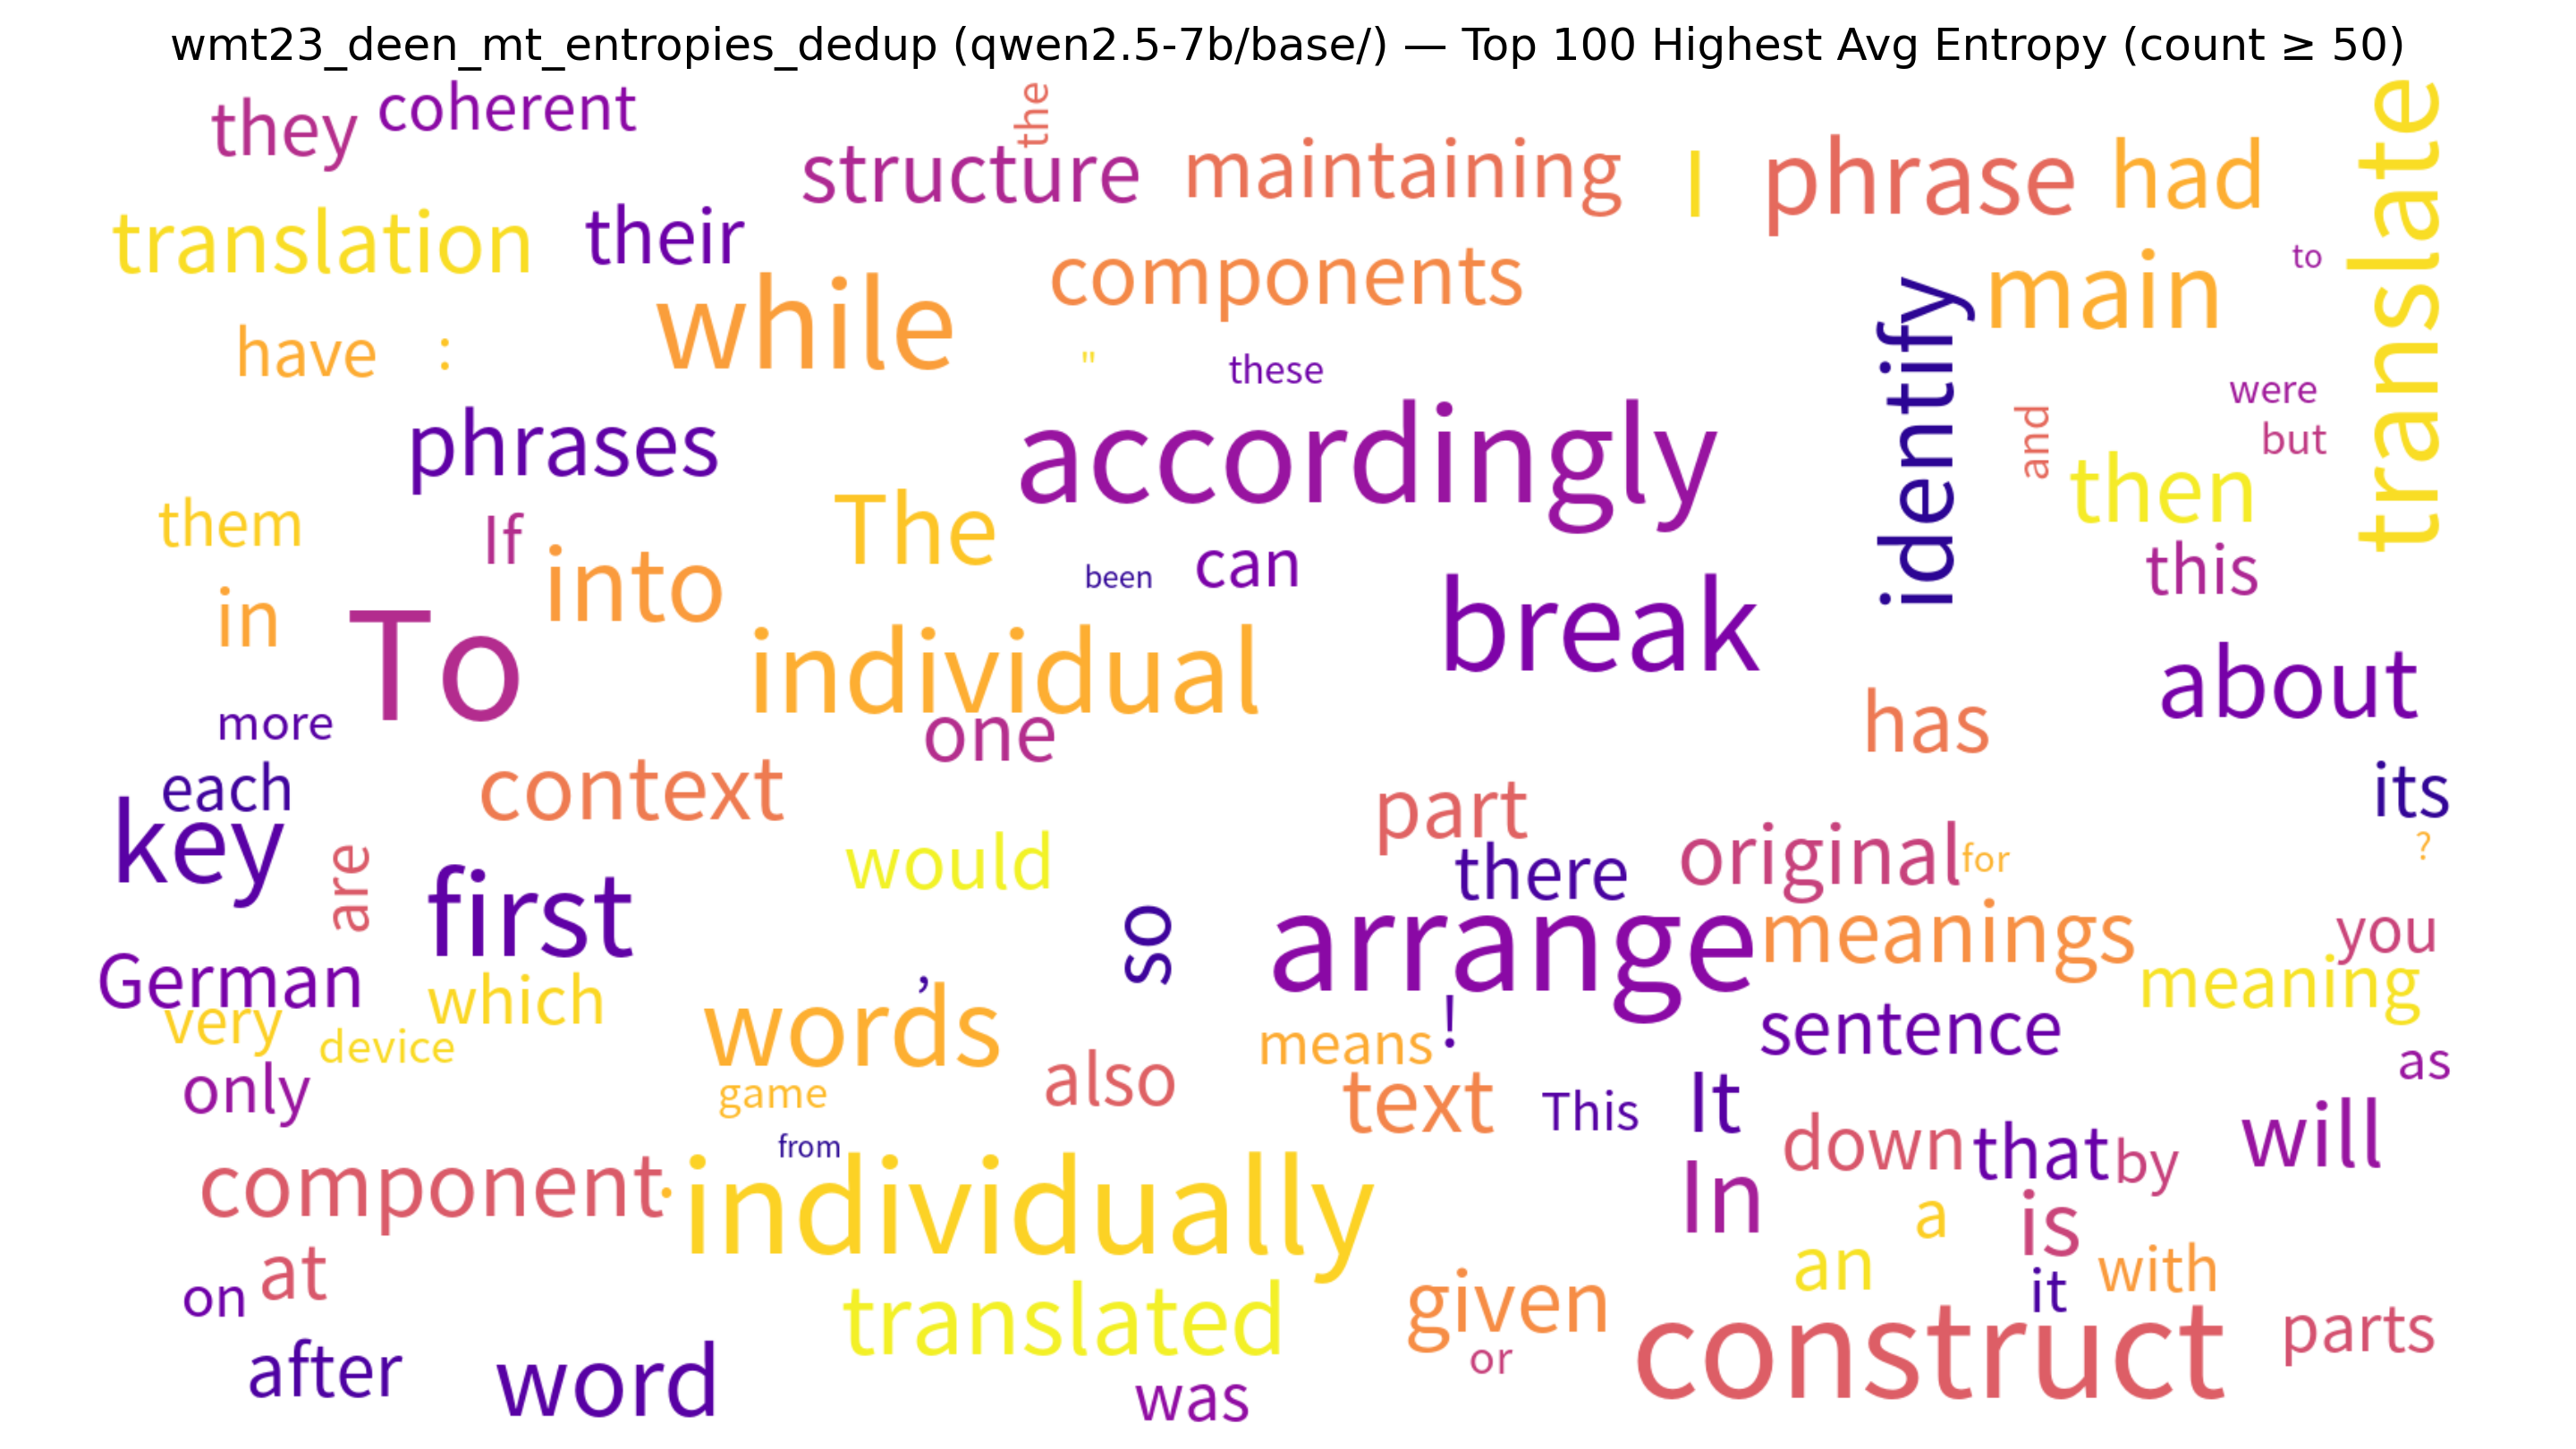 wmt23_deen_mt_entropies_dedup (qwen2.5-7b/base/) — Top 100 Highest Avg Entropy (count ≥ 50)
they
coherent
the
structure
maintaining
I
phrase
had
translate
translation
their
while
components
main
to
have
:
"
these
identify
were
and
but
phrases
accordingly
then
them
If
The
into
been
can
this
in
To
individual
break
about
more
one
has
each
key
context
part
its
?
are
first
would
there
original
for
so
arrange
meanings
you
German
which
,
words
meaning
very
device
means
!
sentence
only
game
also
text
This
It
as
from
component
.
individually
down
that
by
will
In
a
is
at
on
translated
given
an
it
with
after
word
or
was
construct
parts